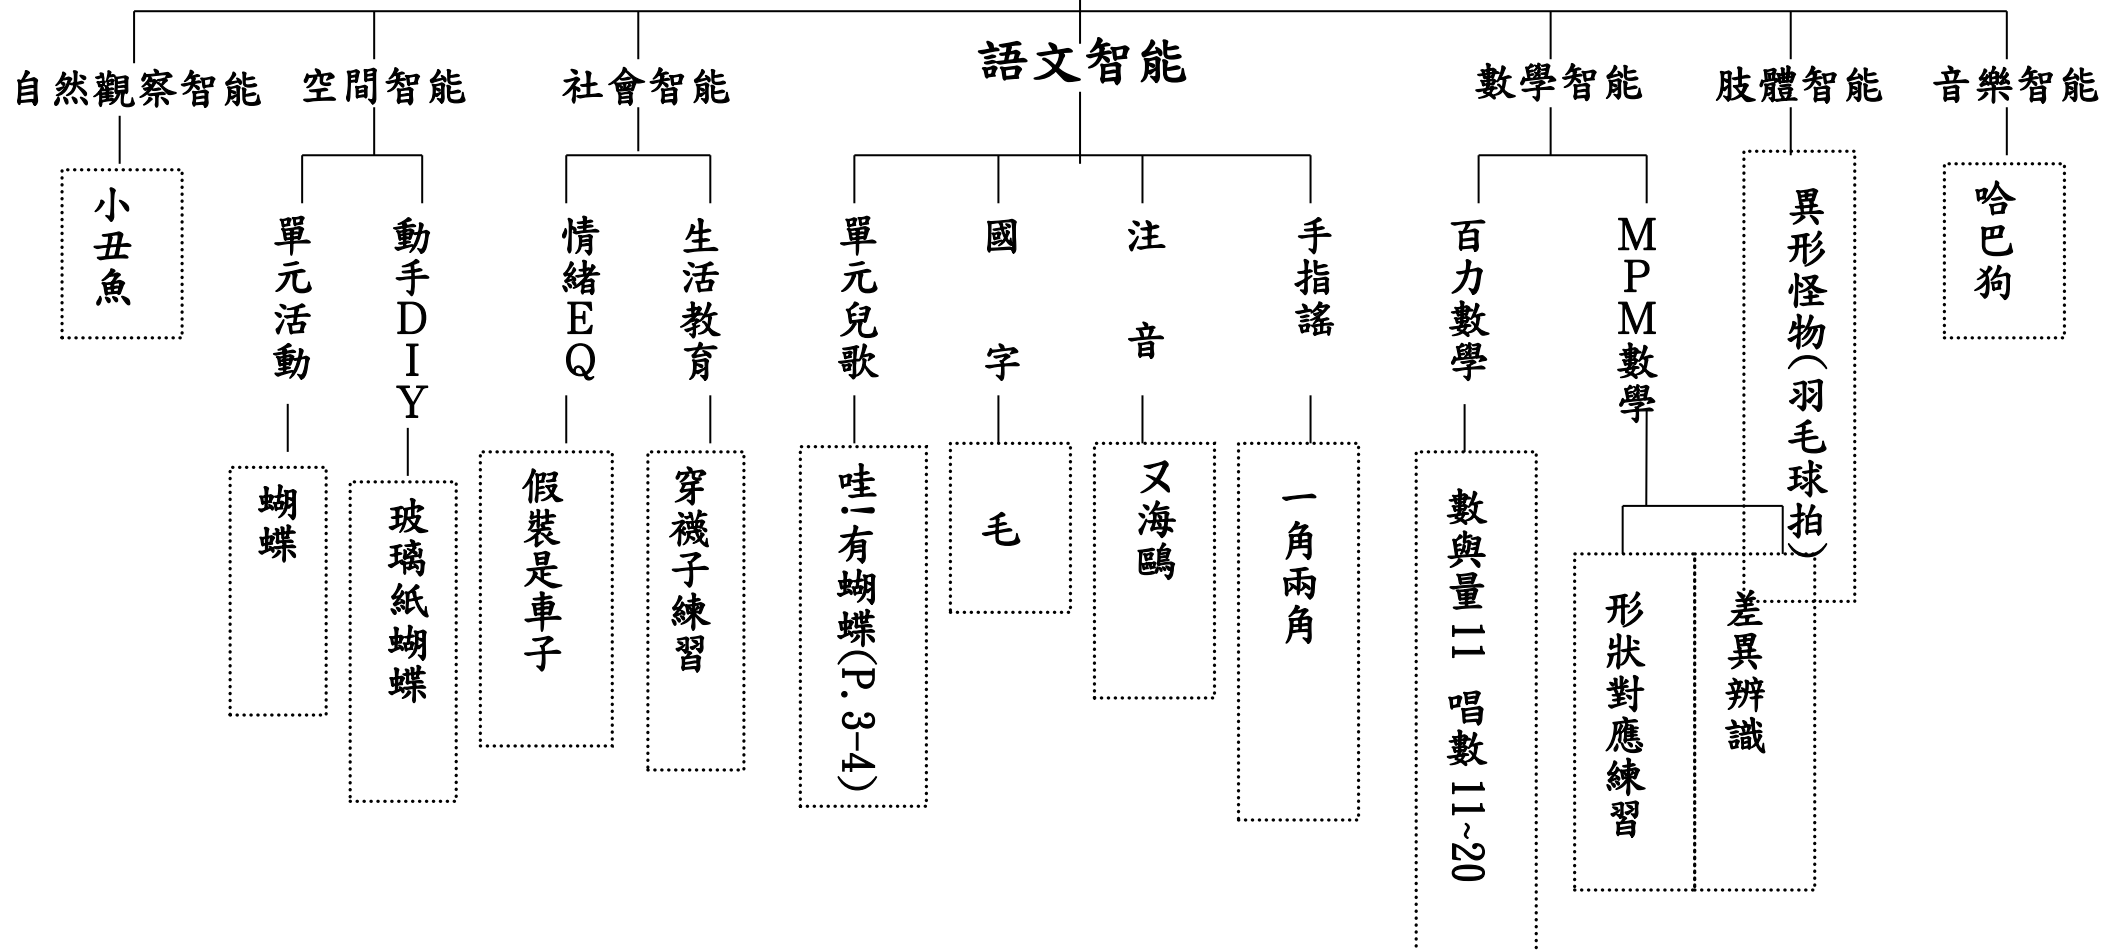 語文智能
自然觀察智能
空間智能
社會智能
數學智能
肢體智能
音樂智能
小丑魚
單元活動
動手DIY
情緒EQ
生活教育
單元兒歌
國字
注音
手指謠
百力數學
MPM數學
異形怪物(羽毛球拍)
哈巴狗
蝴蝶
玻璃紙蝴蝶
假裝是車子
穿襪子練習
哇!有蝴蝶(P.3-4)
毛
ㄡ海鷗
一角兩角
數與量11 唱數11~20
形狀對應練習
差異辨識